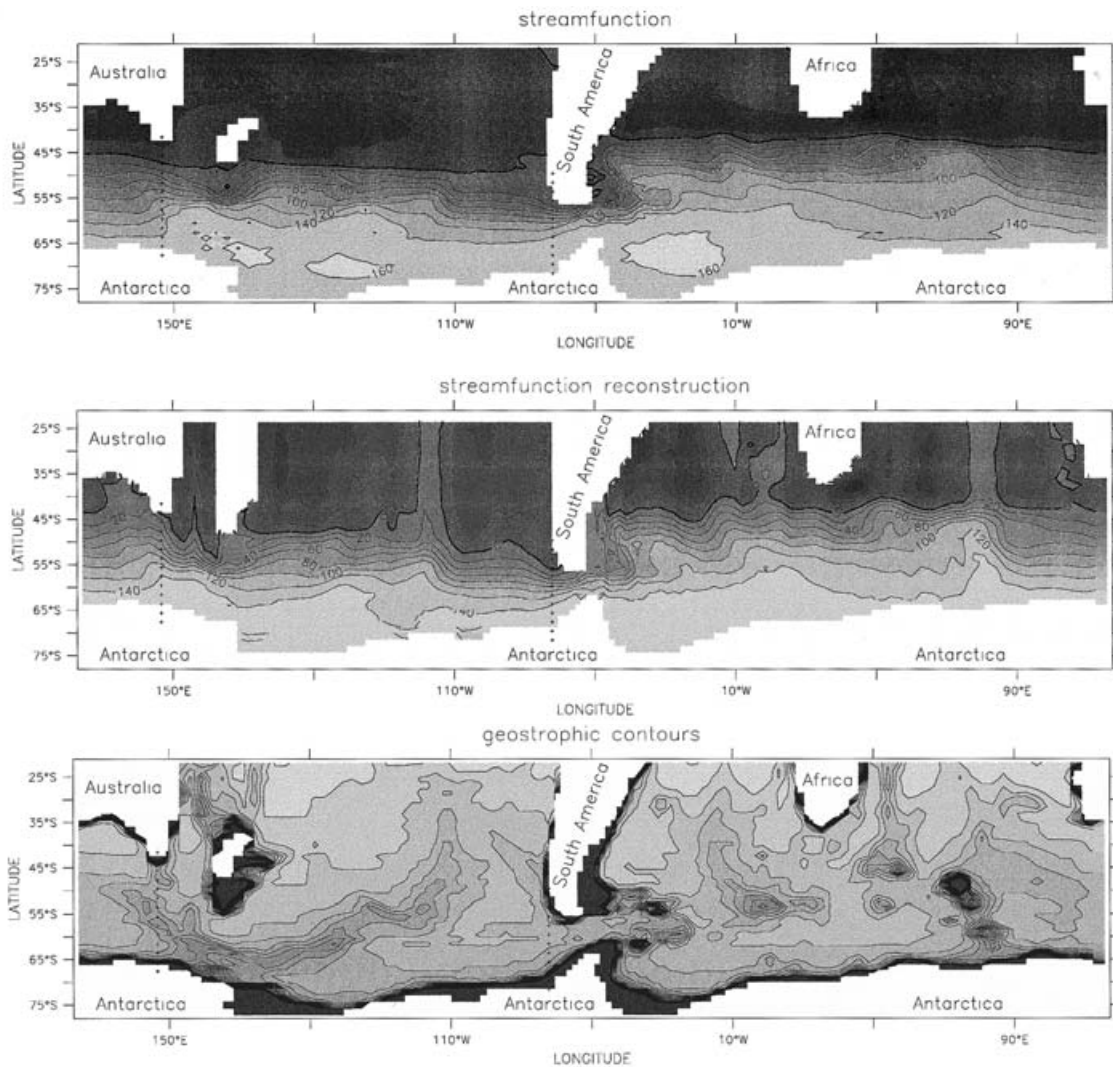 streamfunction
25°S
35°S
45°S
55°S
65°S
75°S
LATITUDE
Australia
South America
Africa
80
100
120
140
160
160
100
120
140
Antarctica
Antarctica
Antarctica
150°E
110°W
10°W
90°E
LONGITUDE
streamfunction reconstruction
25°S
35°S
45°S
55°S
65°S
75°S
LATITUDE
Australia
South America
Africa
20
40
60
80
100
120
140
20
40
80
100
120
Antarctica
Antarctica
Antarctica
150°E
110°W
10°W
90°E
LONGITUDE
geostrophic contours
25°S
35°S
45°S
55°S
65°S
75°S
LATITUDE
Australia
South America
Africa
Antarctica
Antarctica
Antarctica
150°E
110°W
10°W
90°E
LONGITUDE